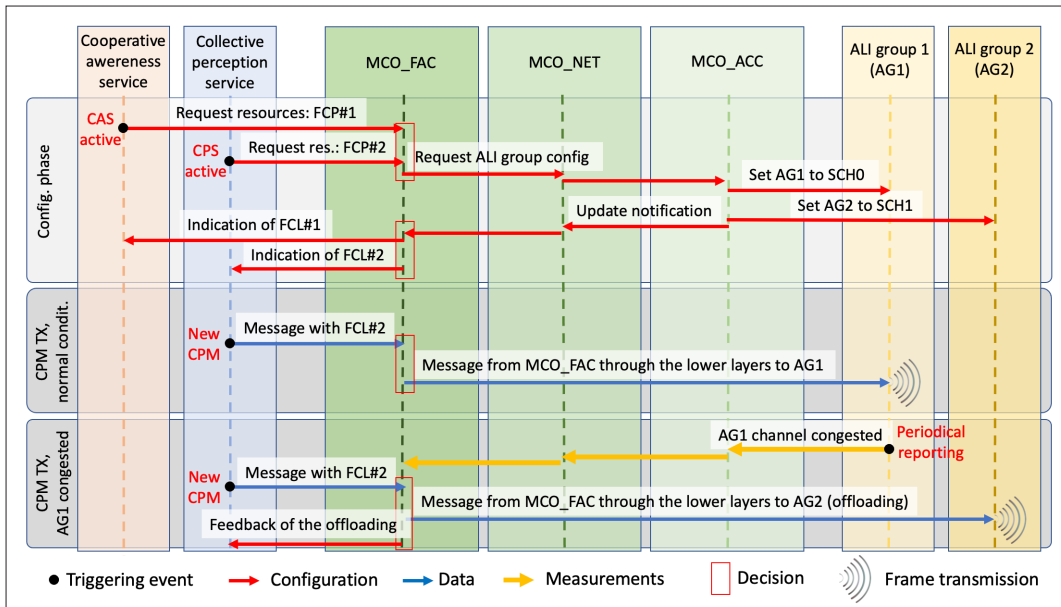 Cooperative
awereness
service
Collective
perception
service
MCO_FAC
MCO_NET
MCO_ACC
ALI group 1
(AG1)
ALI group 2
(AG2)
Config. phase
CAS
active
Request resources: FCP#1
CPS
active
Request res.: FCP#2
Request ALI group config
Set AG1 to SCH0
Set AG2 to SCH1
Update notification
Indication of FCL#1
Indication of FCL#2
CPM TX,
normal condit.
New
CPM
Message with FCL#2
Message from MCO_FAC through the lower layers to AG1
CPM TX,
AG1 congested
AG1 channel congested
Periodical
reporting
New
CPM
Message with FCL#2
Message from MCO_FAC through the lower layers to AG2 (offloading)
Feedback of the offloading
Triggering event
Configuration
Data
Measurements
Decision
Frame transmission